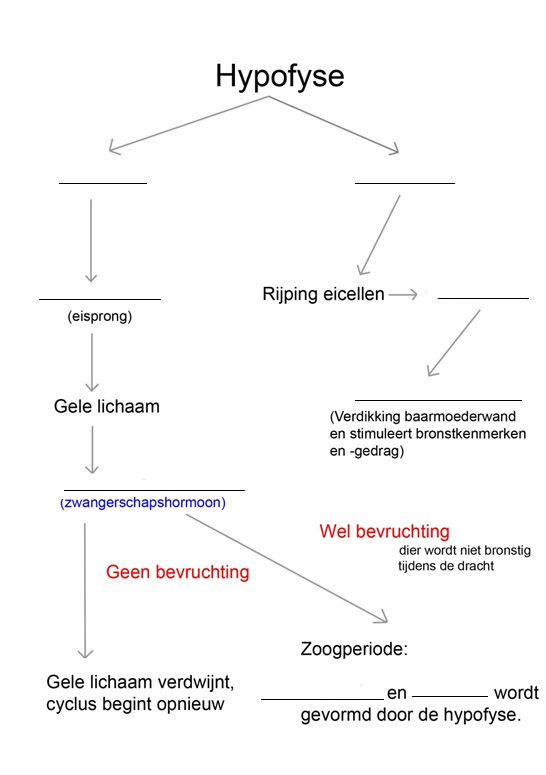 Hypofyse
Rijping eicellen
(eisprong)
Gele lichaam
(Verdikking baarmoederwand
en stimuleert bronstkenmerken
en -gedrag)
(zwangerschapshormoon)
Wel bevruchting
dier wordt niet bronstig
tijdens de dracht
Geen bevruchting
Zoogperiode:
Gele lichaam verdwijnt,
cyclus begint opnieuw
en wordt
gevormd door de hypofyse.